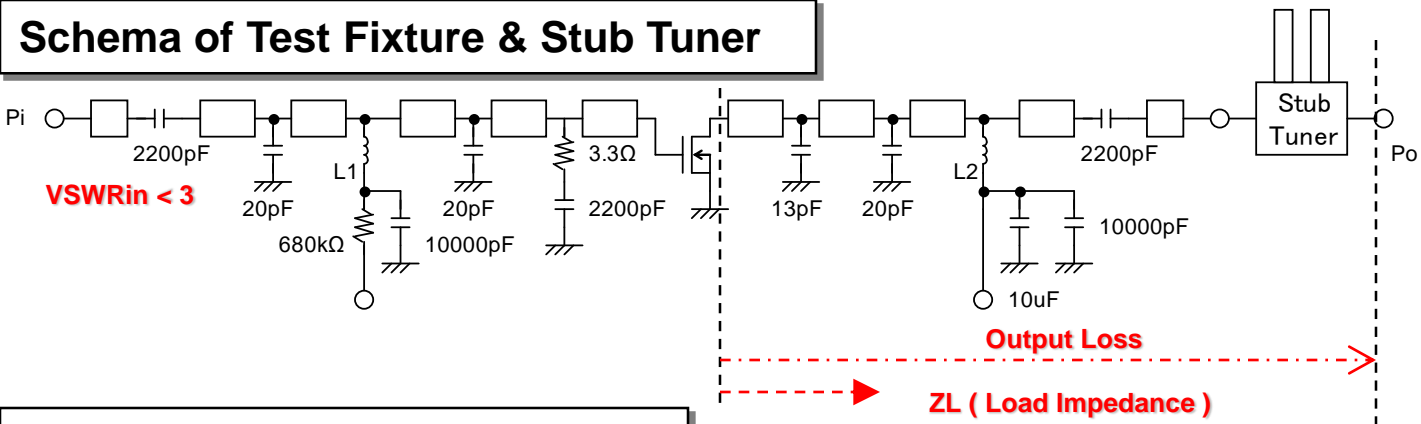 Schema of Test Fixture & Stub Tuner
Pi
2200pF
VSWRin < 3
20pF
L1
680kΩ
10000pF
20pF
3.3Ω
2200pF
13pF
20pF
L2
10uF
10000pF
2200pF
Stub
Tuner
Po
Output Loss
ZL ( Load Impedance )